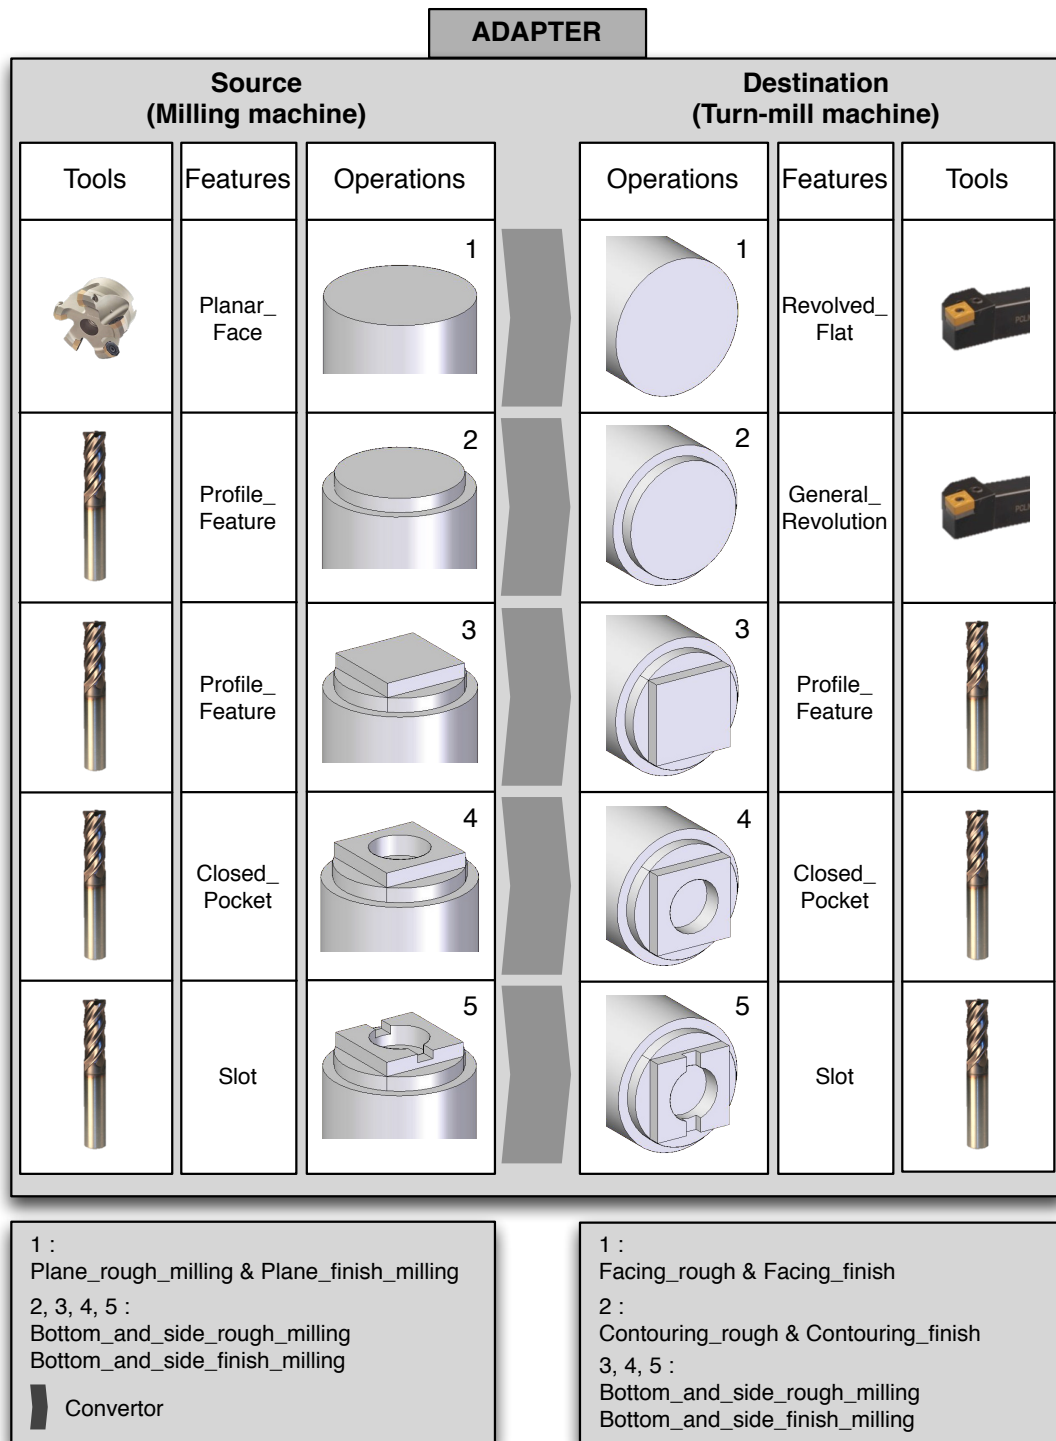 ADAPTER
Source
(Milling machine)
Destination
(Turn-mill machine)
Tools
Features
Operations
Operations
Features
Tools
Planar_
Face
1
1
Revolved_
Flat
Profile_
Feature
2
2
General_
Revolution
Profile_
Feature
3
3
Profile_
Feature
Closed_
Pocket
4
4
Closed_
Pocket
Slot
5
5
Slot
1 :
Plane_rough_milling & Plane_finish_milling
2, 3, 4, 5 :
Bottom_and_side_rough_milling
Bottom_and_side_finish_milling
Convertor
1 :
Facing_rough & Facing_finish
2 :
Contouring_rough & Contouring_finish
3, 4, 5 :
Bottom_and_side_rough_milling
Bottom_and_side_finish_milling